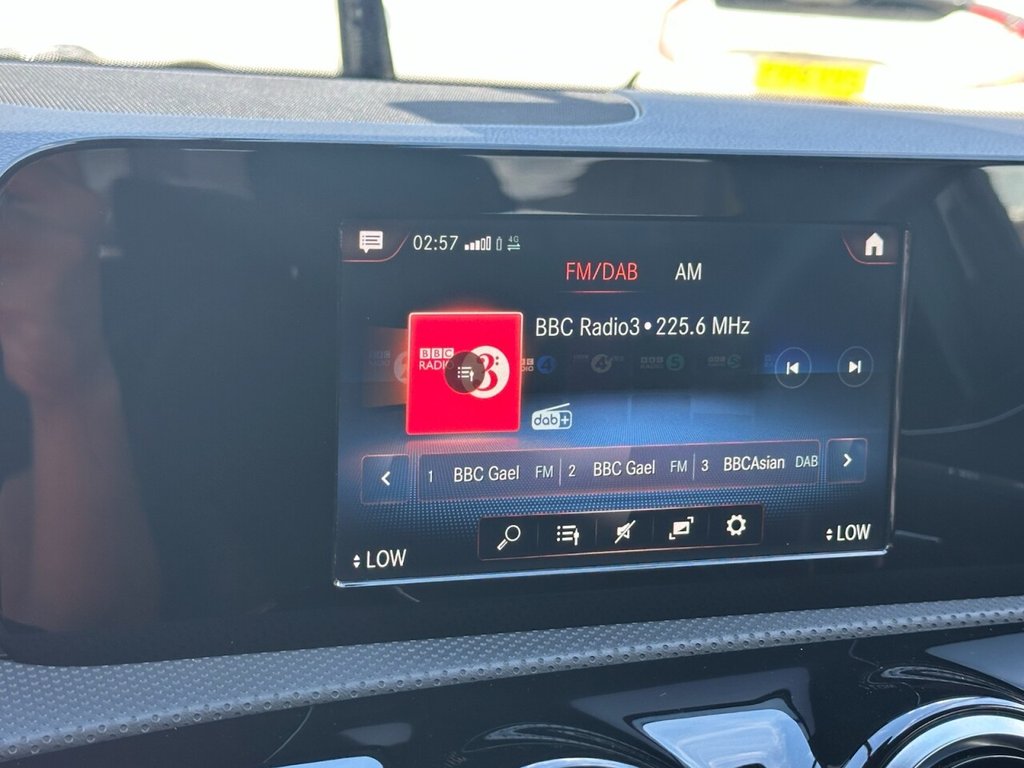 02:57 4G
FM/DAB AM
BBC Radio3 • 225.6 MHz
BBC
RADIO 3
dab+
1 BBC Gael FM 2 BBC Gael FM 3 BBCAsian DAB
LOW
LOW